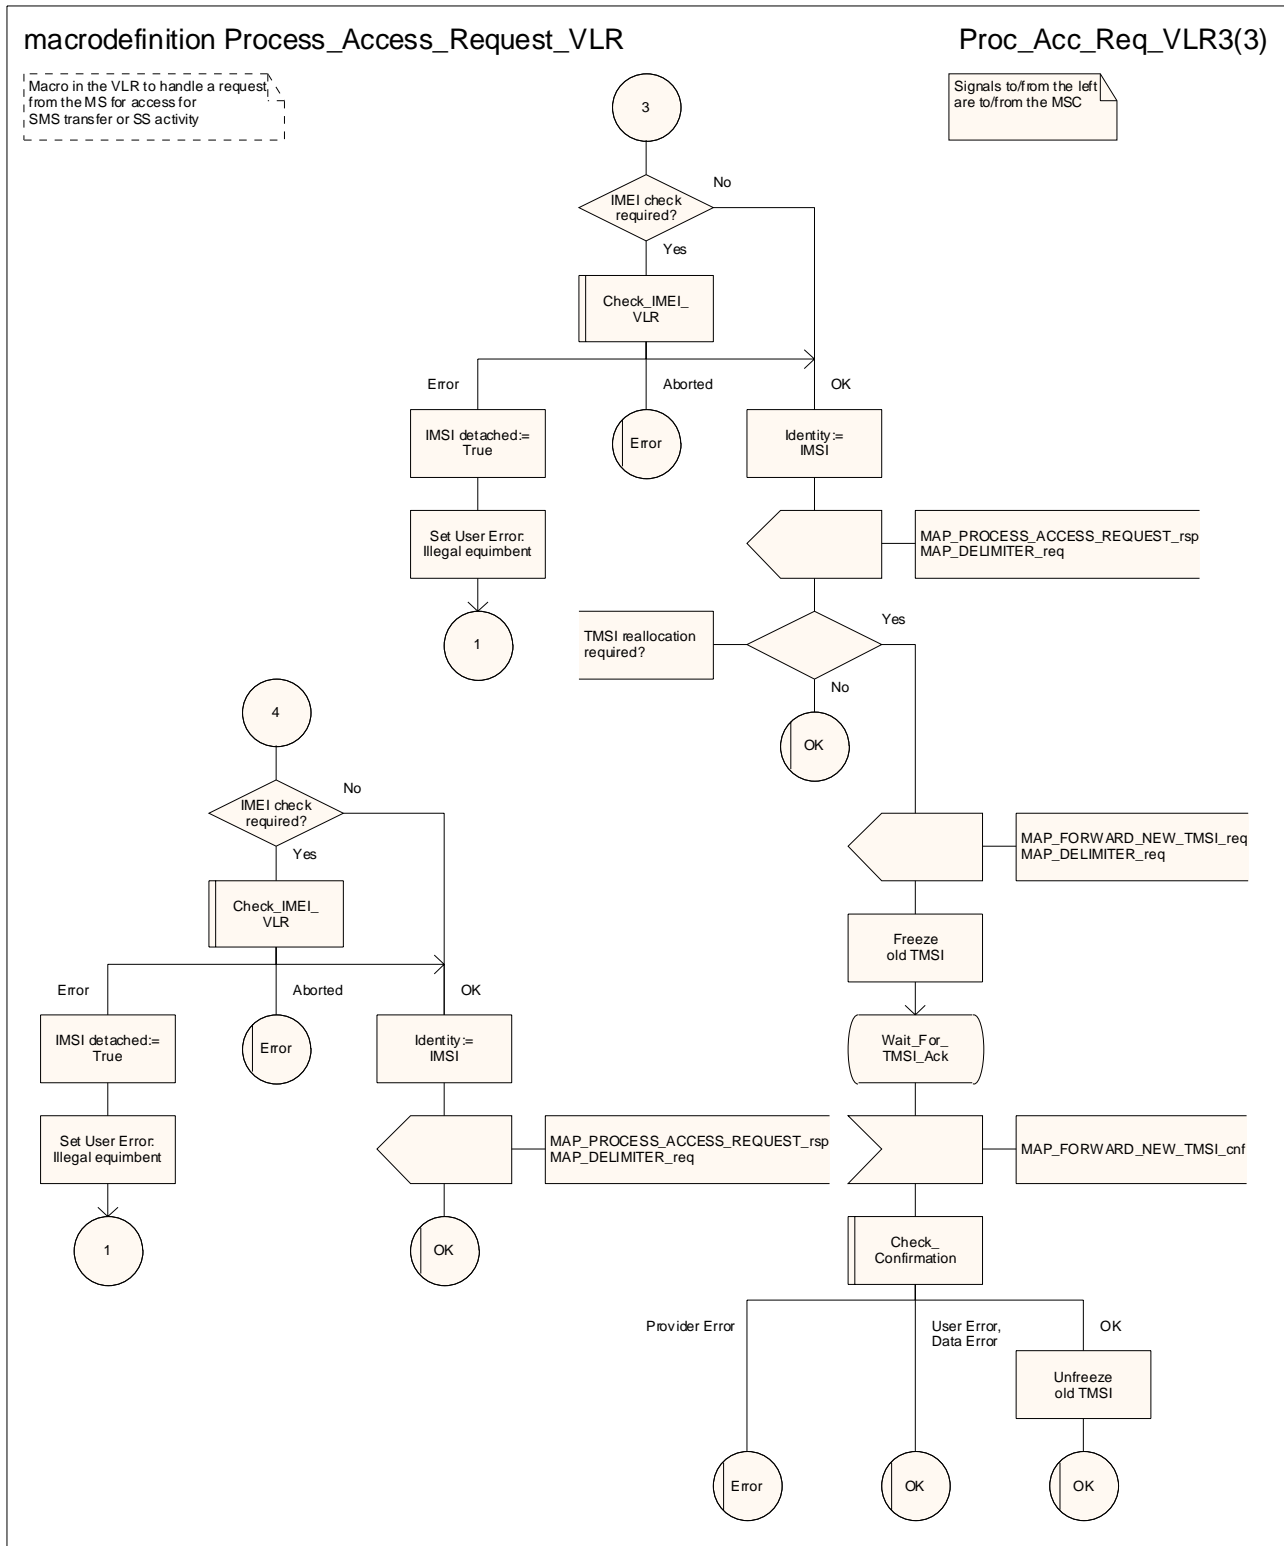 macrodefinition Process_Access_Request_VLR
Proc_Acc_Req_VLR3(3)
Macro in the VLR to handle a request
from the MS for access for
SMS transfer or SS activity
Signals to/from the left
are to/from the MSC
3
IMEI check
required?
No
Yes
Check_IMEI_
VLR
Error
Aborted
OK
IMSI detached:=
True
Error
Identity:=
IMSI
Set User Error:
Illegal equimbent
MAP_PROCESS_ACCESS_REQUEST_rsp
MAP_DELIMITER_req
1
TMSI reallocation
required?
Yes
No
OK
4
IMEI check
required?
No
Yes
Check_IMEI_
VLR
Error
Aborted
OK
IMSI detached:=
True
Error
Identity:=
IMSI
Set User Error:
Illegal equimbent
MAP_PROCESS_ACCESS_REQUEST_rsp
MAP_DELIMITER_req
1
OK
MAP_FORWARD_NEW_TMSI_req
MAP_DELIMITER_req
Freeze
old TMSI
Wait_For_
TMSI_Ack
MAP_FORWARD_NEW_TMSI_cnf
Check_
Confirmation
Provider Error
User Error,
Data Error
OK
Unfreeze
old TMSI
Error
OK
OK